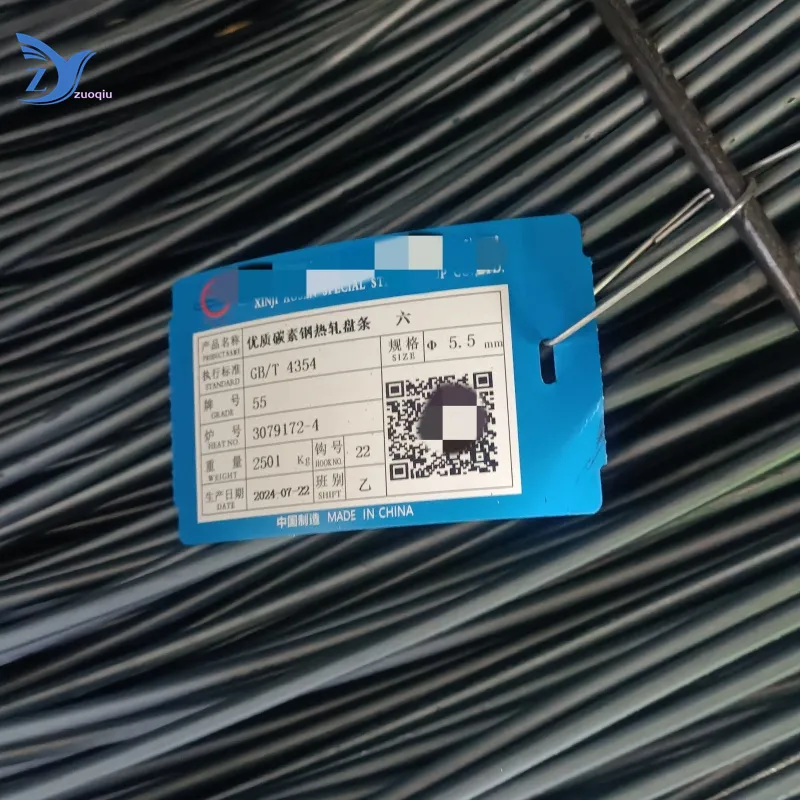 zuoqiu
XINJI SPECIAL
产品名称 优质碳素钢热轧盘条 六
PRODUCT NAME
执行标准 GB/T 4354 规格 Φ 5.5 mm
STANDARD SIZE
牌号 55
GRADE
炉号 3079172-4
HEAT NO
重量 2501 Kg 钩号 22
WEIGHT HOOK NO.
生产日期 2024-07-22 班别 乙
DATE SHIFT
中国制造 MADE IN CHINA